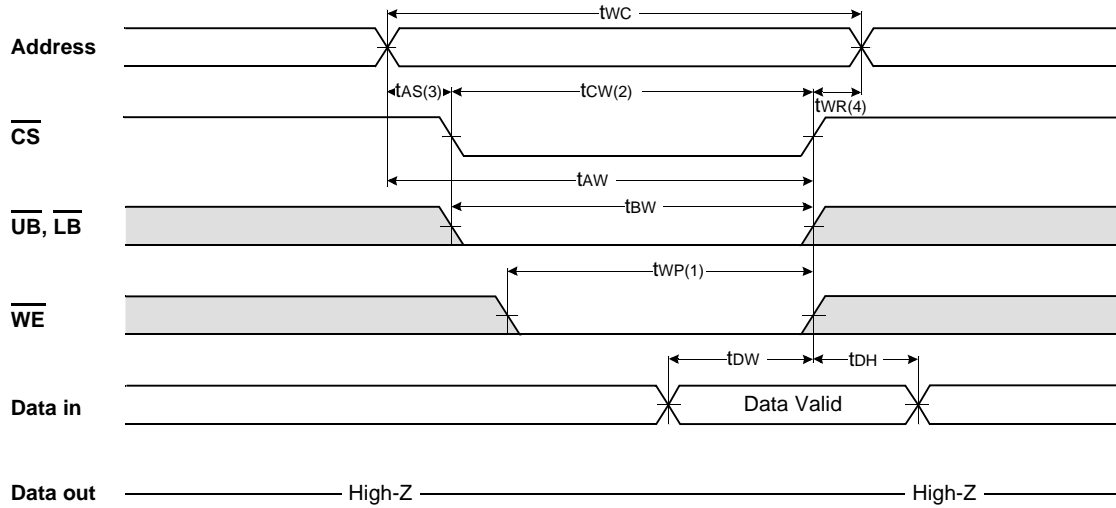 tWC
Address
tAS(3) tCW(2) tWR(4)
CS
tAW
UB, LB
tBW
tWP(1)
WE
tDW tDH
Data in Data Valid
Data out High-Z High-Z